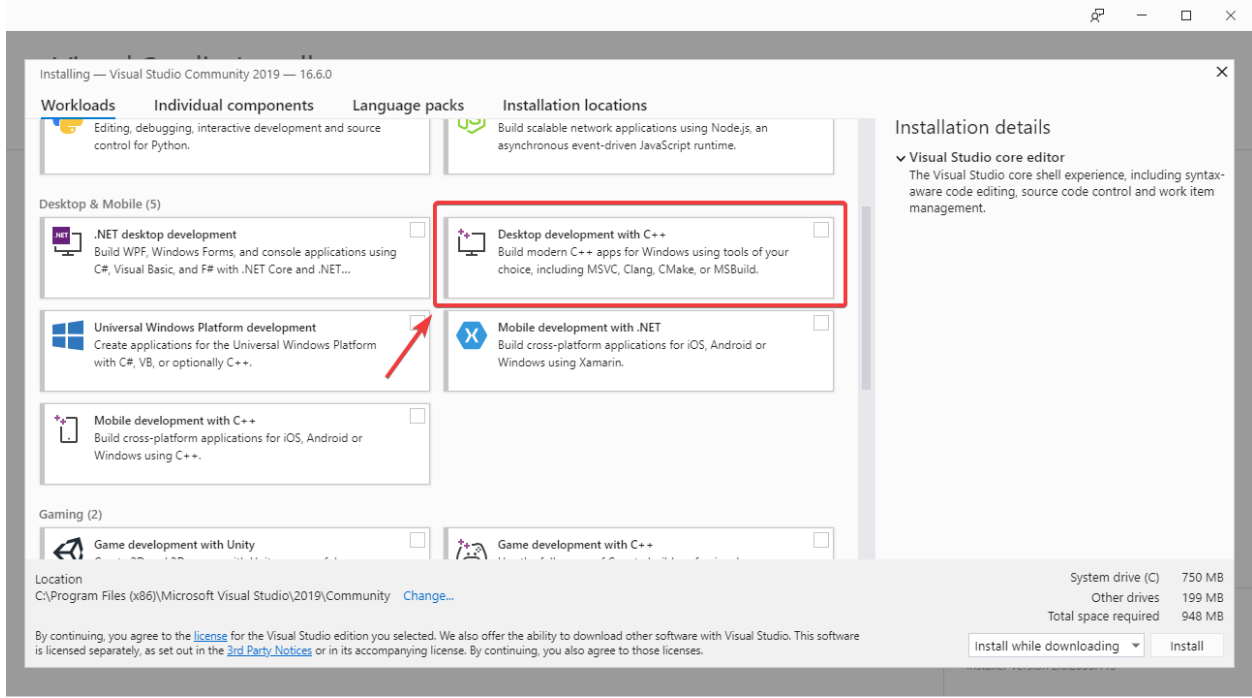 Installing — Visual Studio Community 2019 — 16.6.0
Workloads Individual components Language packs Installation locations
Editing, debugging, interactive development and source
control for Python.
Build scalable network applications using Node.js, an
asynchronous event-driven JavaScript runtime.
Desktop & Mobile (5)
.NET
.NET desktop development
Build WPF, Windows Forms, and console applications using
C#, Visual Basic, and F# with .NET Core and .NET...
Desktop development with C++
Build modern C++ apps for Windows using tools of your
choice, including MSVC, Clang, CMake, or MSBuild.
Universal Windows Platform development
Create applications for the Universal Windows Platform
with C#, VB, or optionally C++.
Mobile development with .NET
Build cross-platform applications for iOS, Android or
Windows using Xamarin.
Mobile development with C++
Build cross-platform applications for iOS, Android or
Windows using C++.
Gaming (2)
Game development with Unity
Game development with C++
Installation details
Visual Studio core editor
The Visual Studio core shell experience, including syntax-
aware code editing, source code control and work item
management.
Location
C:\Program Files (x86)\Microsoft Visual Studio\2019\Community Change...
By continuing, you agree to the license for the Visual Studio edition you selected. We also offer the ability to download other software with Visual Studio. This software
is licensed separately, as set out in the 3rd Party Notices or in its accompanying license. By continuing, you also agree to those licenses.
System drive (C) 750 MB
Other drives 199 MB
Total space required 948 MB
Install while downloading Install